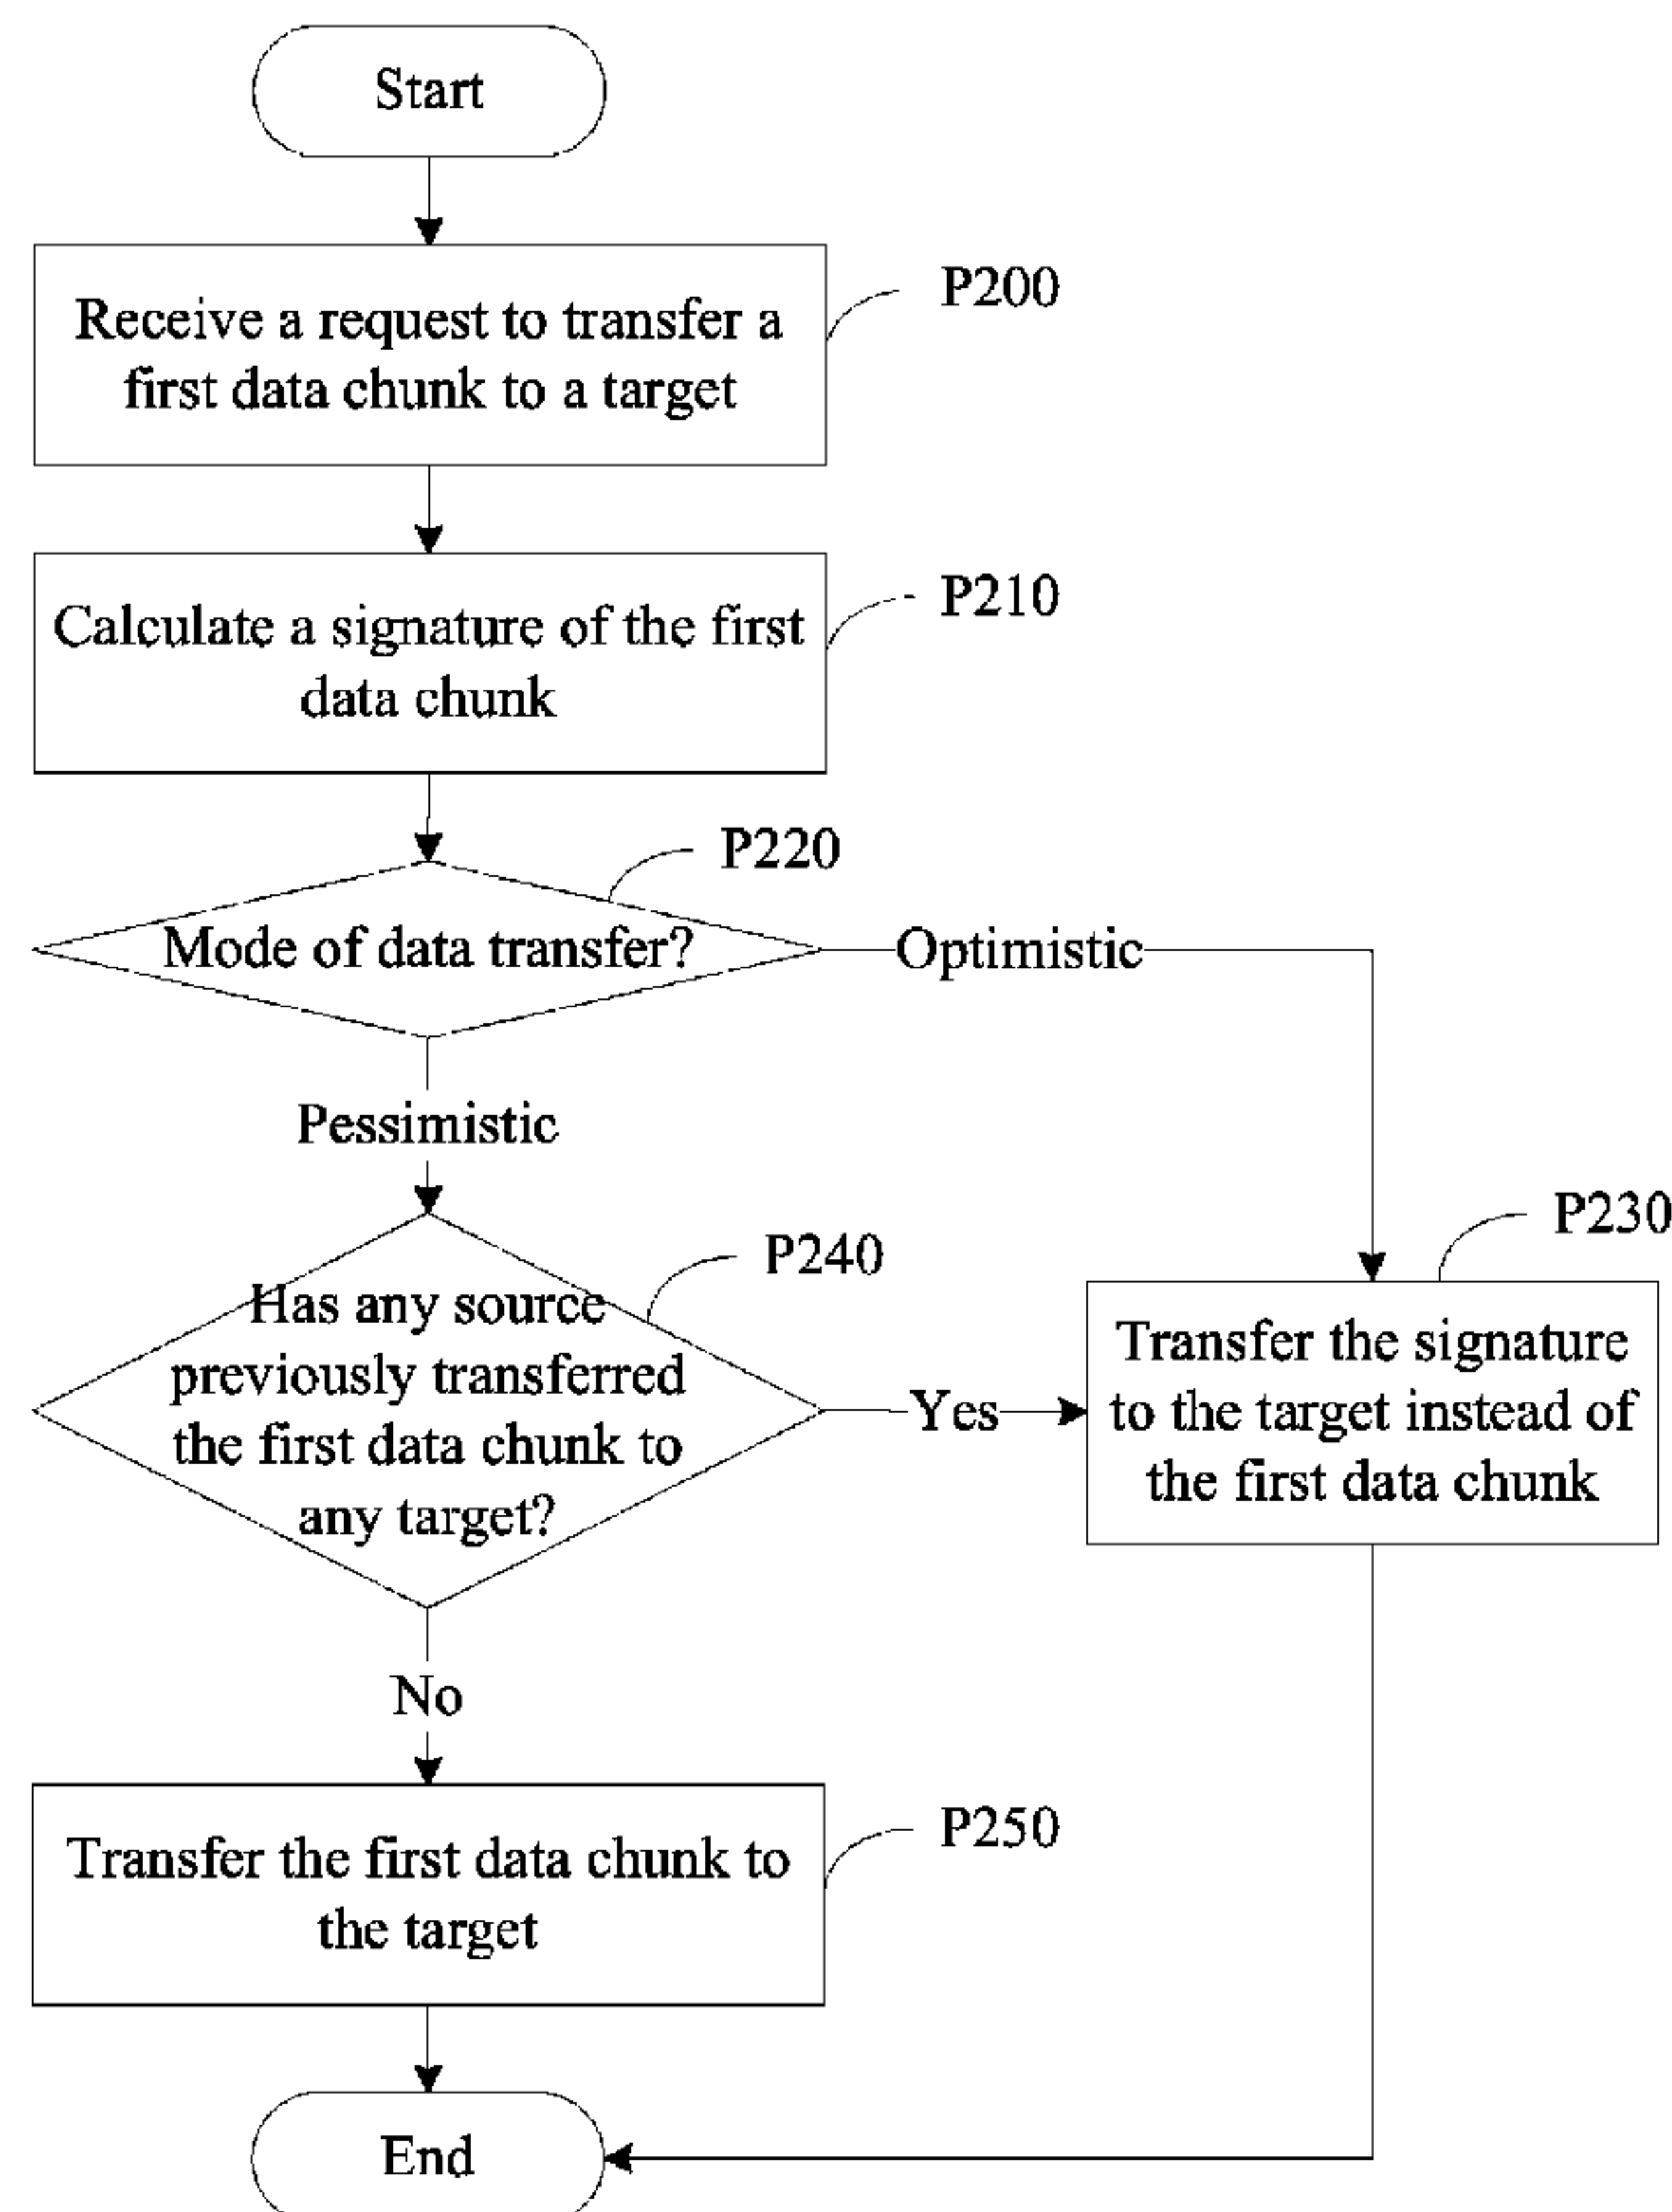 Start
Receive a request to transfer a
first data chunk to a target
P200
Calculate a signature of the first
data chunk
P210
P220
Mode of data transfer?
Optimistic
Pessimistic
P240
P230
Has any source
previously transferred
the first data chunk to
any target?
Yes
Transfer the signature
to the target instead of
the first data chunk
No
P250
Transfer the first data chunk to
the target
End